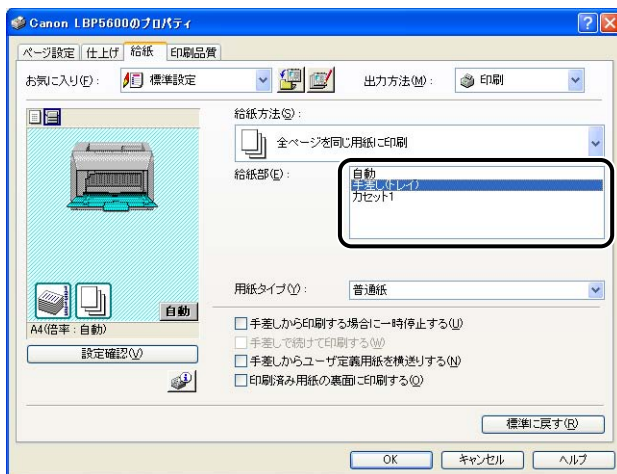 Canon LBP5600のプロパティ
ページ設定 仕上げ 給紙 印刷品質
お気に入り(F): 標準設定 出力方法(M): 印刷
給紙方法(S):
全ページを同じ用紙に印刷
給紙部(E): 自動
手差し(トレイ)
カセット1
自動
A4(倍率:自動)
設定確認(V)
用紙タイプ(Y): 普通紙
手差しから印刷する場合に一時停止する(U)
手差しで続けて印刷する(W)
手差しからユーザ定義用紙を横送りする(N)
印刷済み用紙の裏面に印刷する(O)
標準に戻す(R)
OK キャンセル ヘルプ